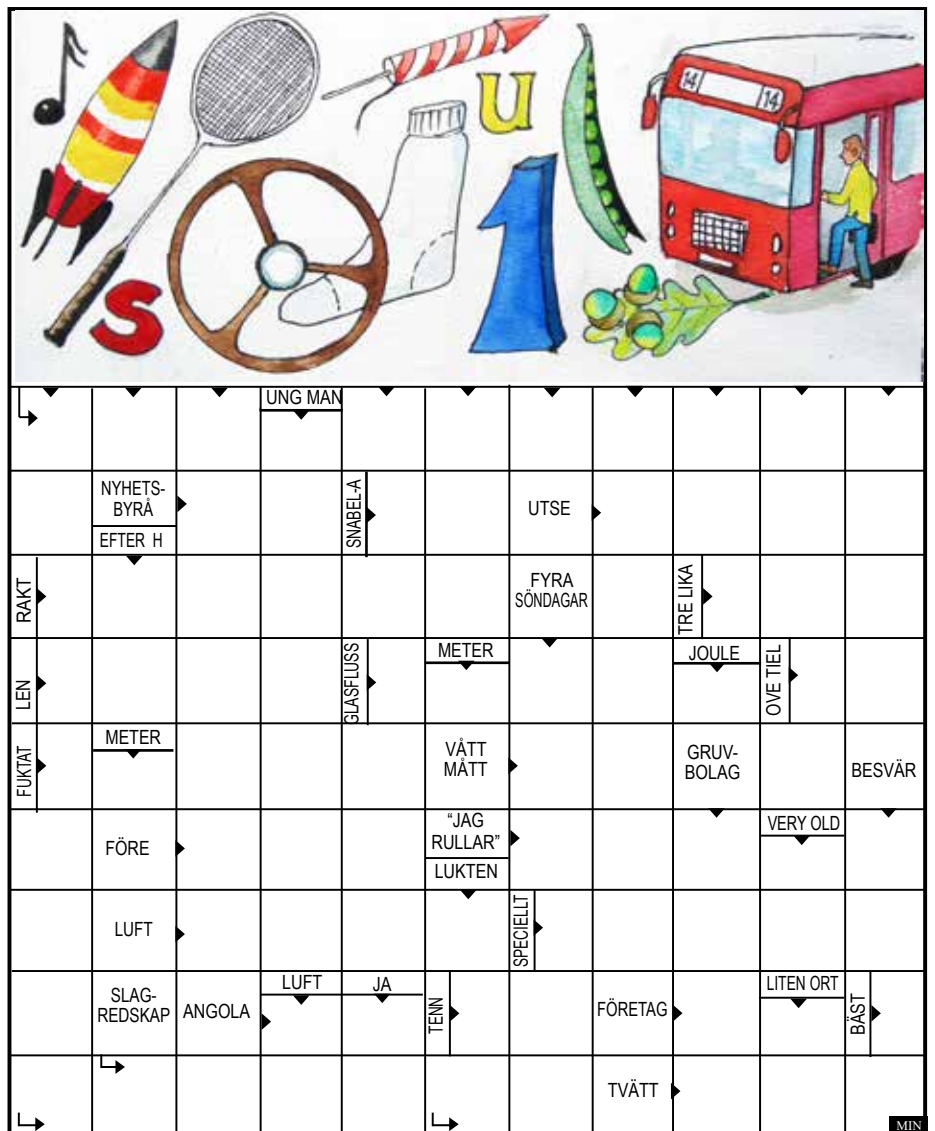 14
14
u
1
s
UNG MAN
NYHETS-
BYRÅ
EFTER H
SNABEL-A
UTSE
RAKT
FYRA
SÖNDAGAR
TRE LIKA
LEN
GLASFLUSS
METER
JOULE
OVE TIEL
FUKTAT
METER
VÅTT
MÅTT
GRUV-
BOLAG
BESVÄR
FÖRE
"JAG
RULLAR"
LUKTEN
VERY OLD
LUFT
SPECIELLT
SLAG-
REDSKAP
ANGOLA
LUFT
JA
TENN
FÖRETAG
LITEN ORT
BÄST
TVÄTT
MIN